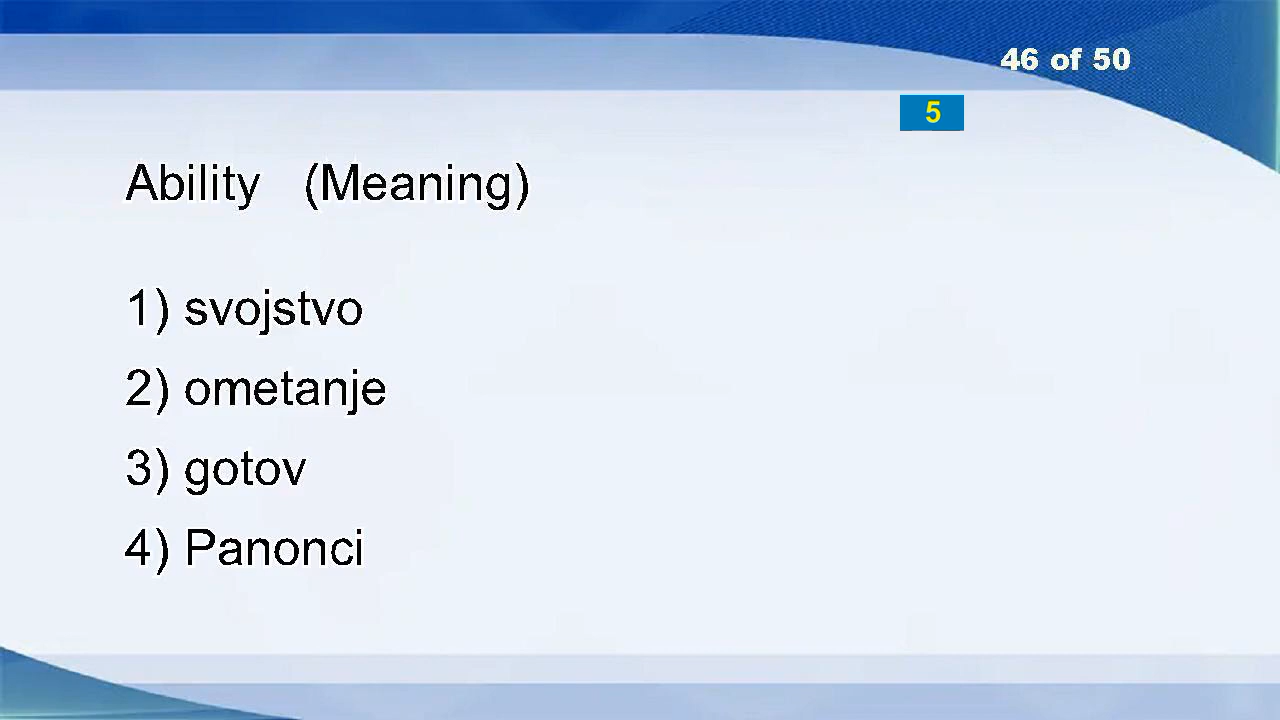 46 of 50
5
Ability (Meaning)
1) svojstvo
2) ometanje
3) gotov
4) Panonci